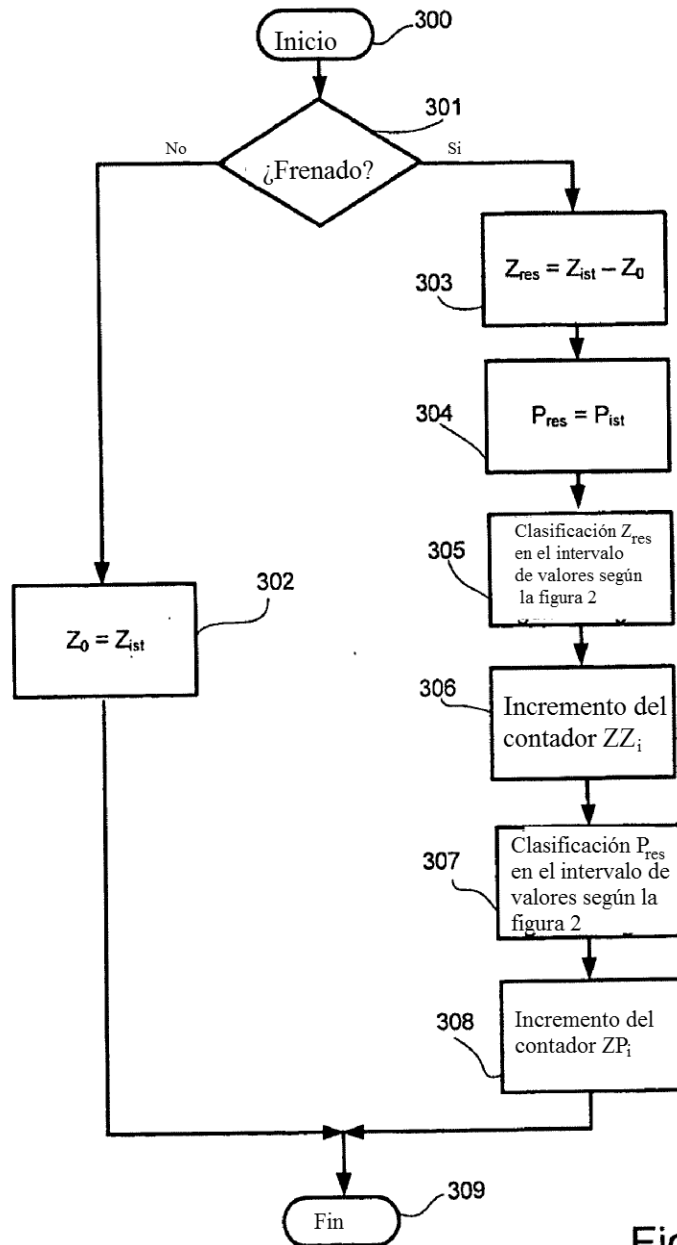 300
Inicio
301
No
Si
¿Frenado?
303
Z_res = Z_ist – Z_0
304
P_res = P_ist
305
Clasificación Z_res
en el intervalo
de valores según
la figura 2
302
Z_0 = Z_ist
306
Incremento del
contador ZZ_i
307
Clasificación P_res
en el intervalo de
valores según la
figura 2
308
Incremento del
contador ZP_i
309
Fin